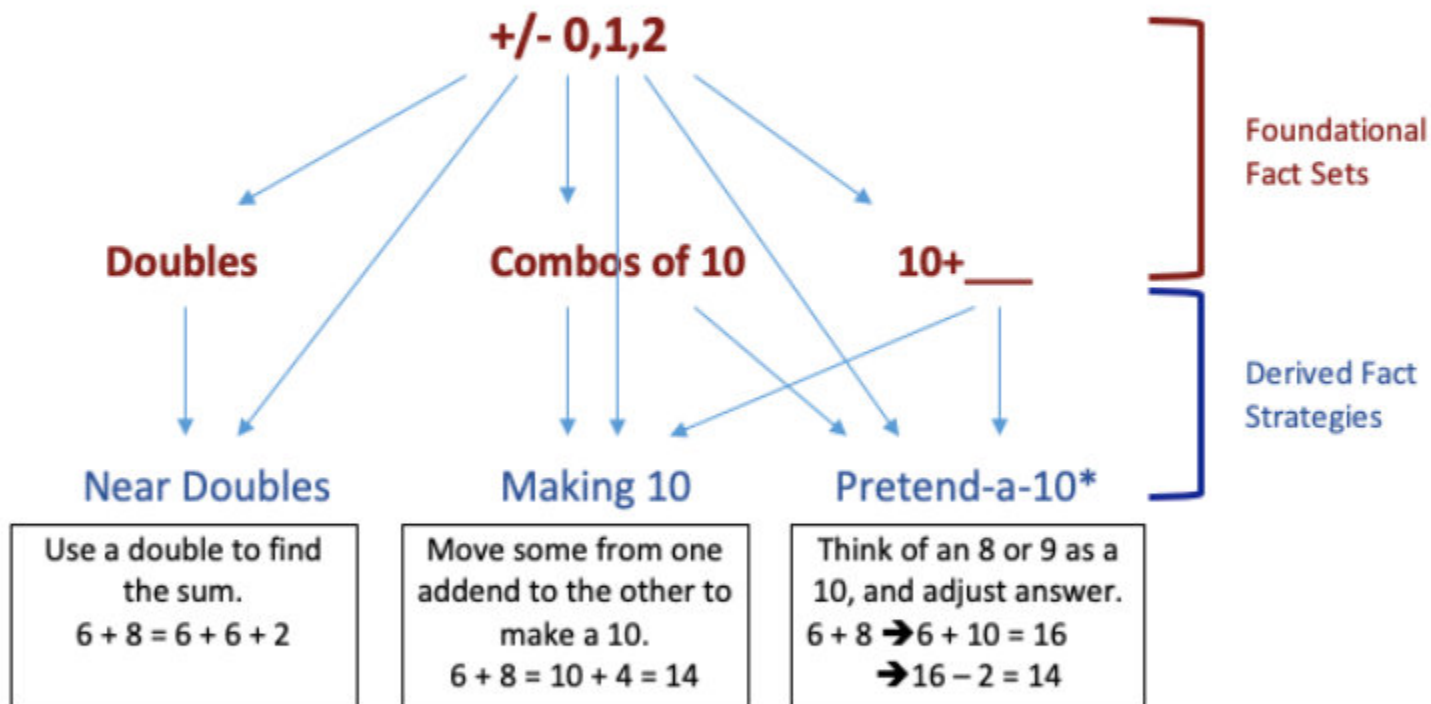 +/- 0,1,2
Foundational
Fact Sets
Doubles
Combos of 10
10+___
Derived Fact
Strategies
Near Doubles
Making 10
Pretend-a-10*
Use a double to find
the sum.
6 + 8 = 6 + 6 + 2
Move some from one
addend to the other to
make a 10.
6 + 8 = 10 + 4 = 14
Think of an 8 or 9 as a
10, and adjust answer.
6 + 8 ➔6 + 10 = 16
➔16 – 2 = 14